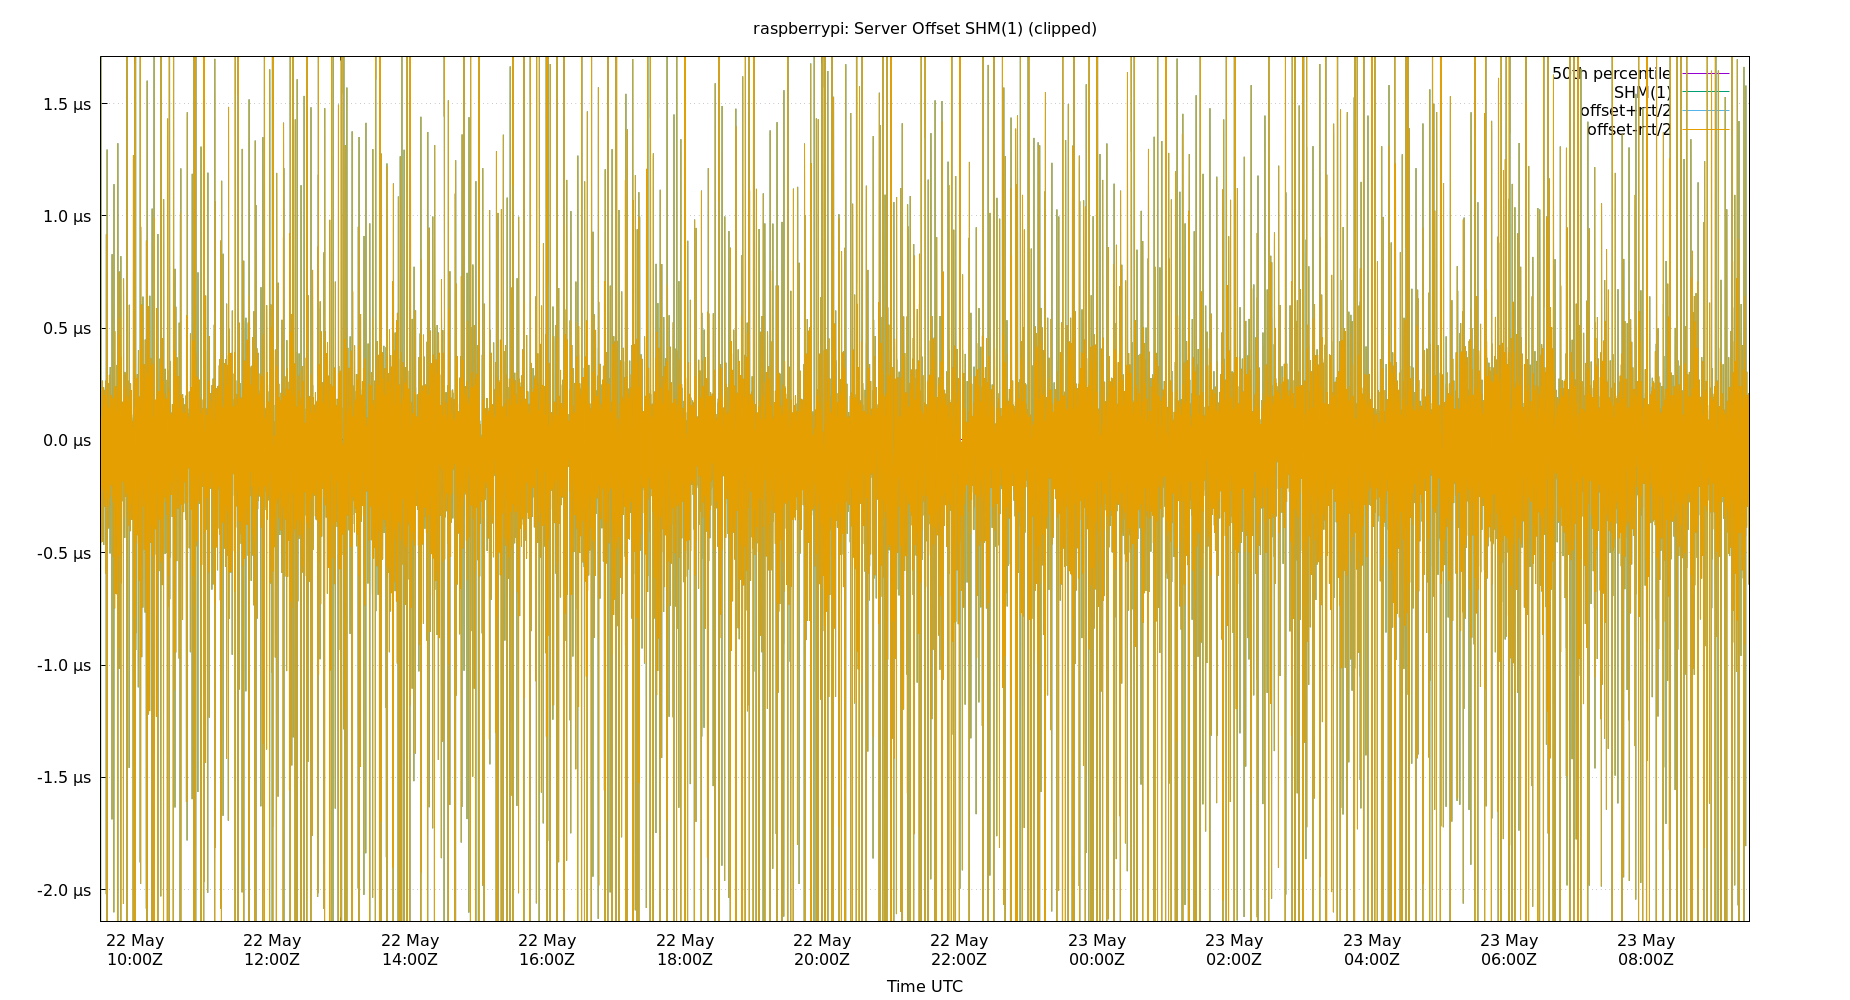 raspberrypi: Server Offset SHM(1) (clipped)
50th percentile
SHM(1)
offset+rtt/2
offset-rtt/2
1.5 µs
1.0 µs
0.5 µs
0.0 µs
-0.5 µs
-1.0 µs
-1.5 µs
-2.0 µs
22 May 22 May 22 May 22 May 22 May 22 May 22 May 23 May 23 May 23 May 23 May 23 May
10:00Z 12:00Z 14:00Z 16:00Z 18:00Z 20:00Z 22:00Z 00:00Z 02:00Z 04:00Z 06:00Z 08:00Z
Time UTC